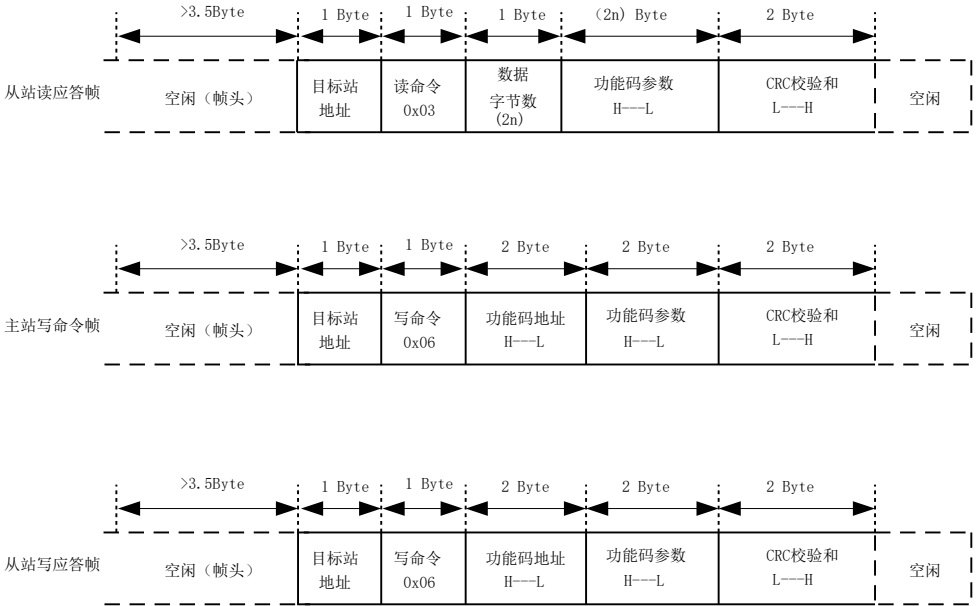 >3.5Byte 1 Byte 1 Byte 1 Byte （2n）Byte 2 Byte
从站读应答帧
空闲（帧头）
目标站
地址
读命令
0x03
数据
字节数
(2n)
功能码参数
H---L
CRC校验和
L---H
空闲
>3.5Byte 1 Byte 1 Byte 2 Byte 2 Byte 2 Byte
主站写命令帧
空闲（帧头）
目标站
地址
写命令
0x06
功能码地址
H---L
功能码参数
H---L
CRC校验和
L---H
空闲
>3.5Byte 1 Byte 1 Byte 2 Byte 2 Byte 2 Byte
从站写应答帧
空闲（帧头）
目标站
地址
写命令
0x06
功能码地址
H---L
功能码参数
H---L
CRC校验和
L---H
空闲